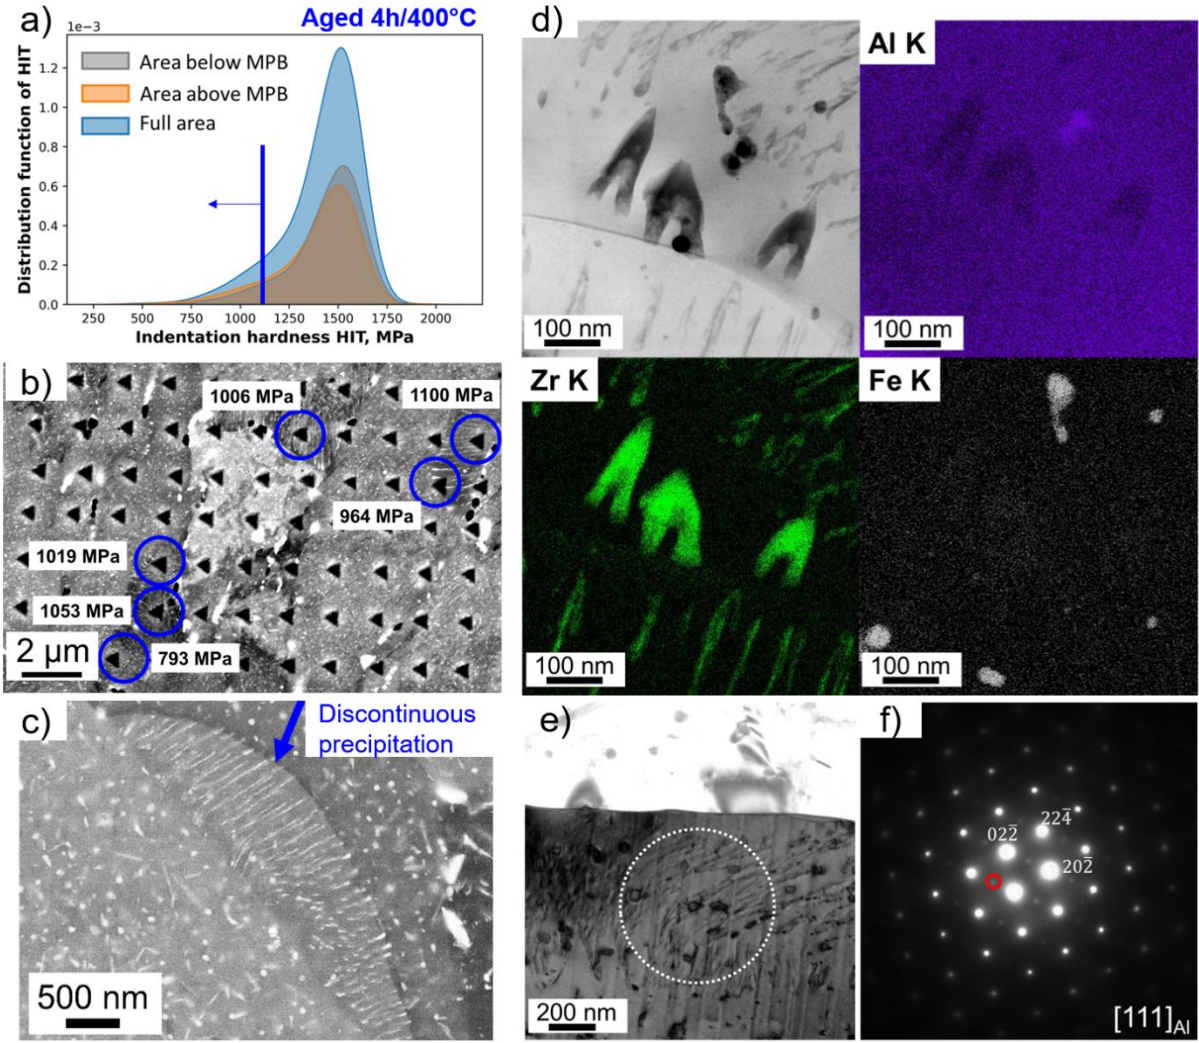 a)
Aged 4h/400°C
1e−3
Distribution function of HIT
1.2
1.0
0.8
0.6
0.4
0.2
0.0
Area below MPB
Area above MPB
Full area
250 500 750 1000 1250 1500 1750 2000
Indentation hardness HIT, MPa
b)
1006 MPa
1100 MPa
964 MPa
1019 MPa
1053 MPa
793 MPa
2 μm
c)
Discontinuous
precipitation
500 nm
d)
100 nm
Al K
100 nm
Zr K
100 nm
Fe K
100 nm
e)
200 nm
f)
022̅
224̅
202̅
[111]Al